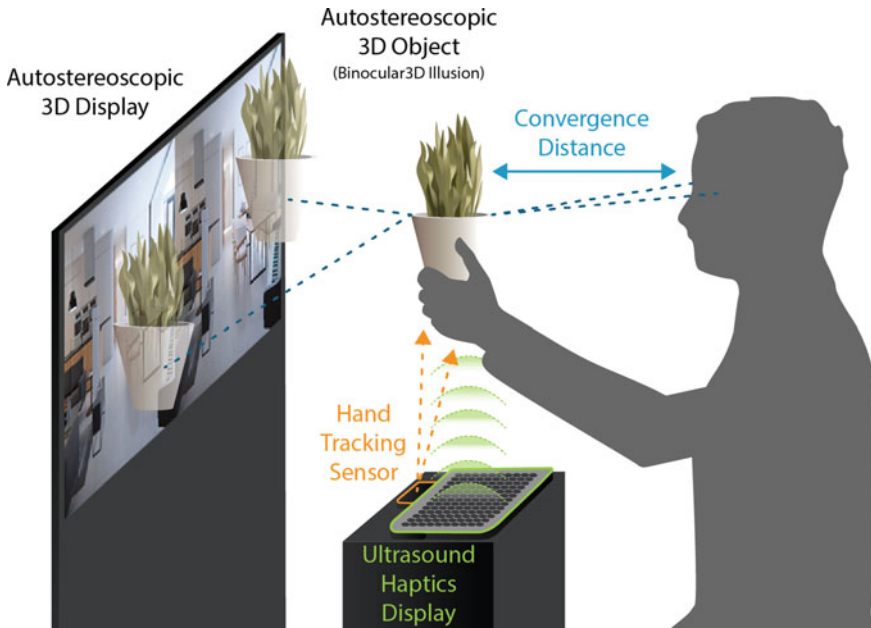 Autostereoscopic
3D Display
Autostereoscopic
3D Object
(Binocular3D Illusion)
Convergence
Distance
Hand
Tracking
Sensor
Ultrasound
Haptics
Display